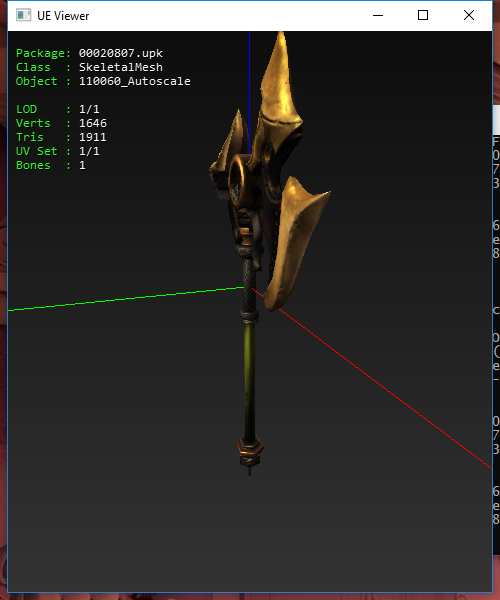 UE Viewer
Package: 00020807.upk
Class : SkeletalMesh
Object : 110060_Autoscale
LOD : 1/1
Verts : 1646
Tris : 1911
UV Set : 1/1
Bones : 1